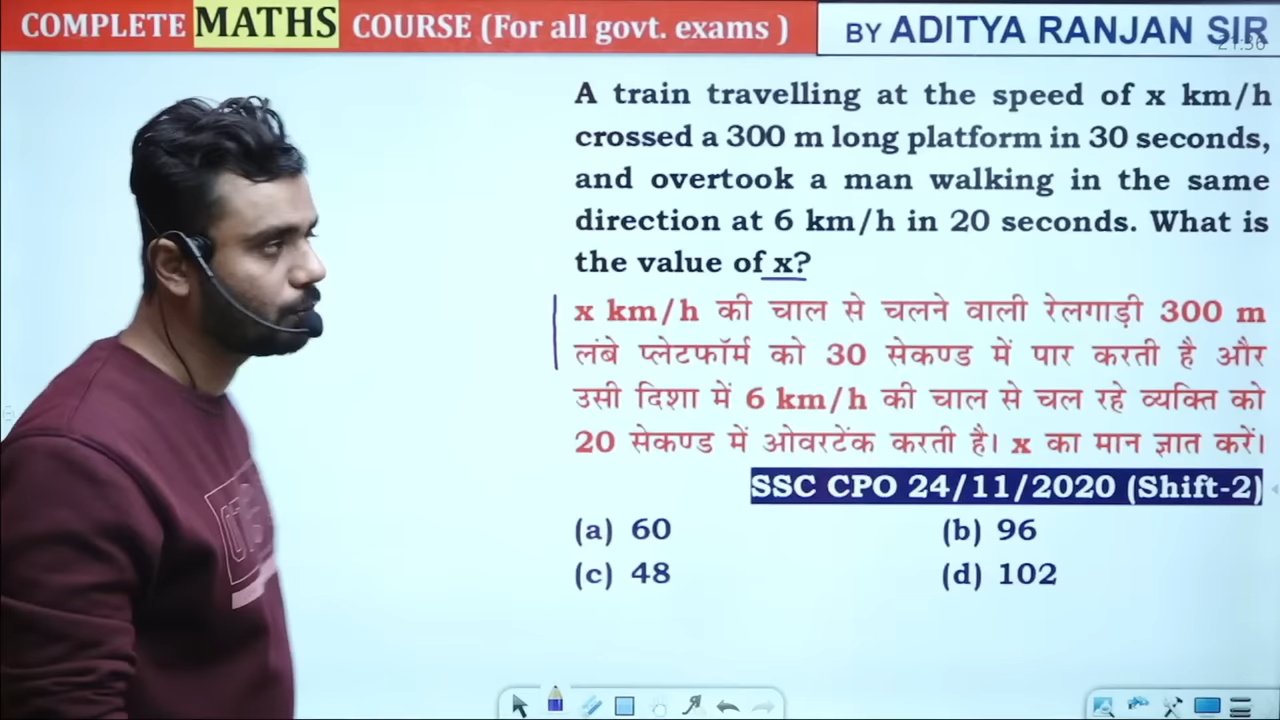 COMPLETE MATHS COURSE (For all govt. exams )
BY ADITYA RANJAN SIR
21:36
A train travelling at the speed of x km/h
crossed a 300 m long platform in 30 seconds,
and overtook a man walking in the same
direction at 6 km/h in 20 seconds. What is
the value of x?
x km/h की चाल से चलने वाली रेलगाड़ी 300 m
लंबे प्लेटफॉर्म को 30 सेकण्ड में पार करती है और
उसी दिशा में 6 km/h की चाल से चल रहे व्यक्ति को
20 सेकण्ड में ओवरटेंक करती है। x का मान ज्ञात करें।
SSC CPO 24/11/2020 (Shift-2)
(a) 60
(b) 96
(c) 48
(d) 102